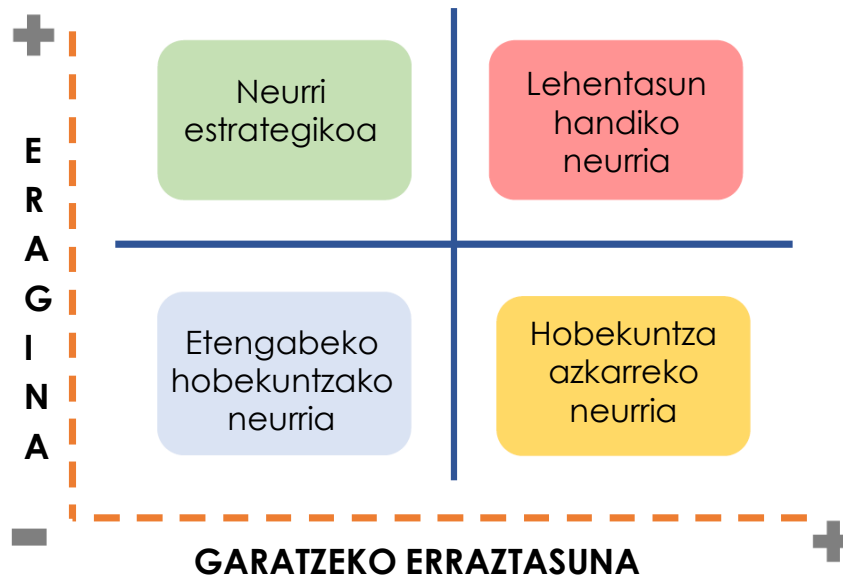 Neurri
estrategikoa
Lehentasun
handiko
neurria
E
R
A
G
I
N
A
Etengabeko
hobekuntzako
neurria
Hobekuntza
azkarreko
neurria
GARATZEKO ERRAZTASUNA